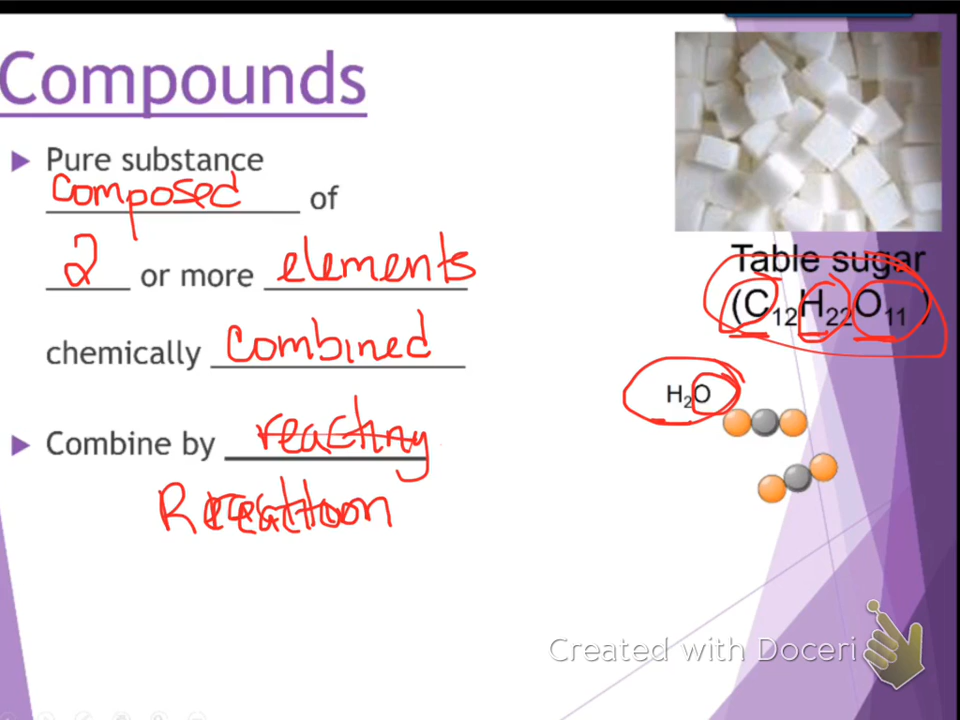 Compounds
Pure substance
composed of
2 or more elements
chemically combined
Combine by reacting
Table sugar
(C₁₂H₂₂O₁₁ )
H₂O
Created with Doceri